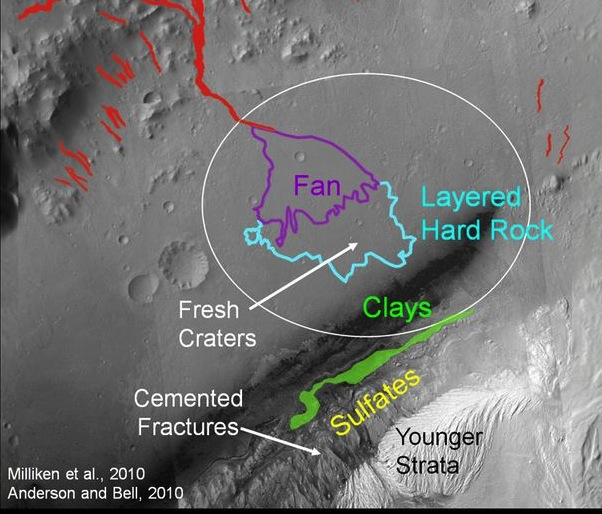 Fan
Layered
Hard Rock
Fresh
Craters
Clays
Cemented
Fractures
Sulfates
Younger
Strata
Milliken et al., 2010
Anderson and Bell, 2010